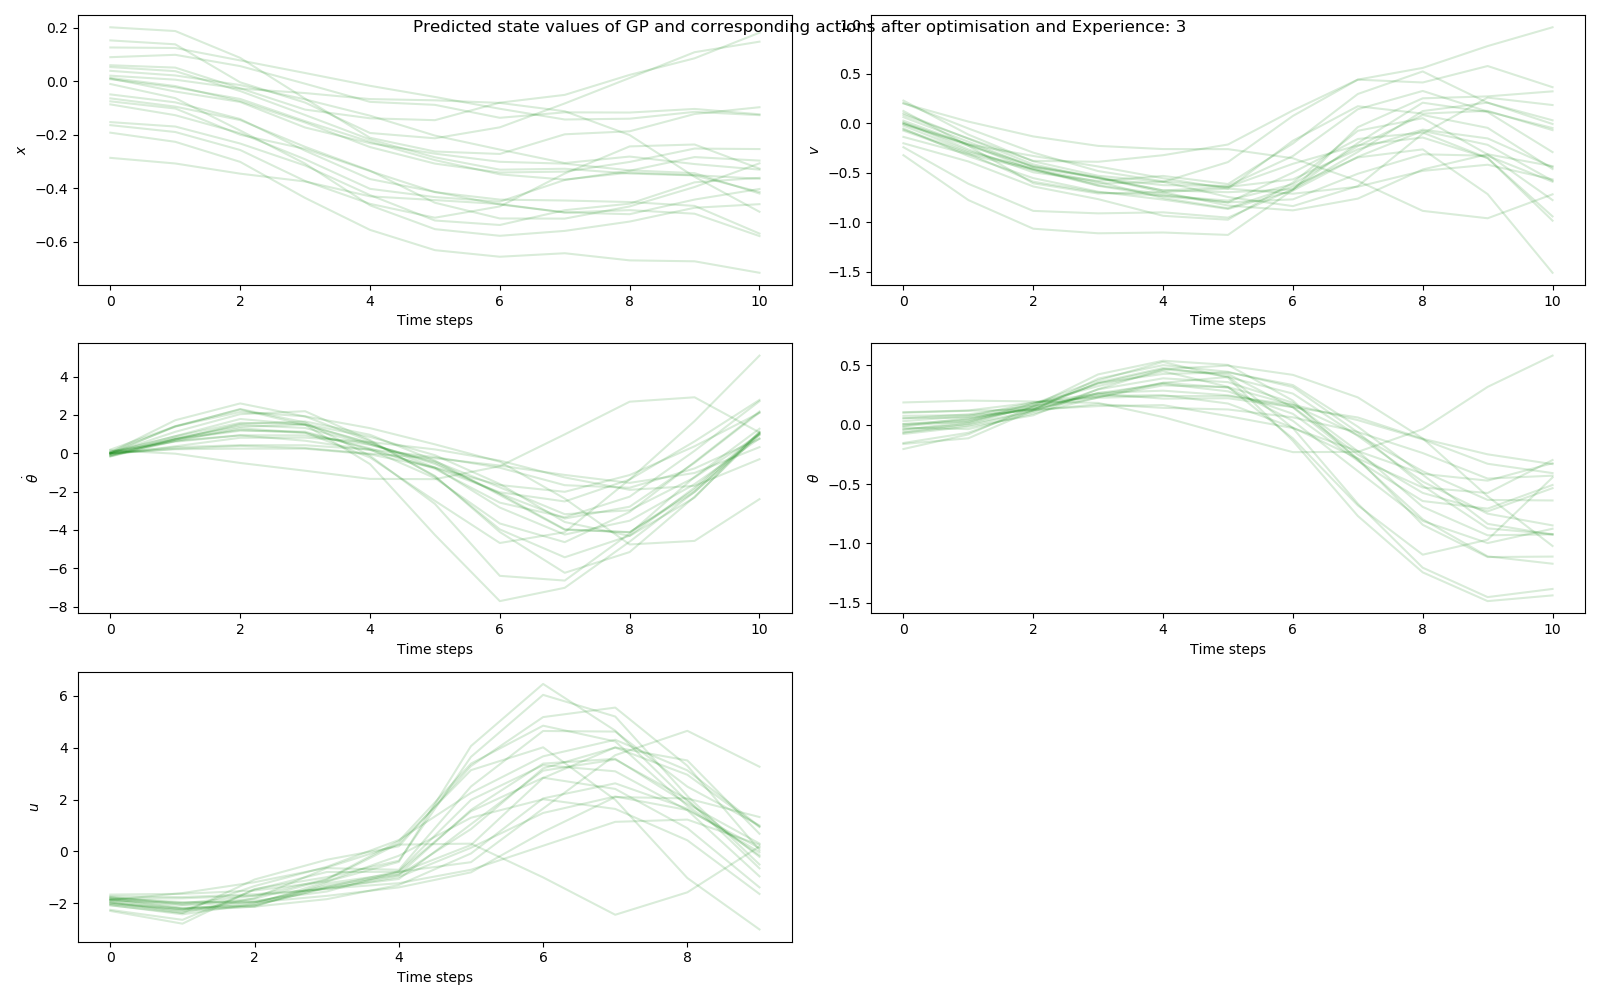 Predicted state values of GP and corresponding actions after optimisation and Experience: 3
0.2
0.0
−0.2
−0.4
−0.6
x
0 2 4 6 8 10
Time steps
1.0
0.5
0.0
−0.5
−1.0
−1.5
v
0 2 4 6 8 10
Time steps
4
2
0
−2
−4
−6
−8
θ̇
0 2 4 6 8 10
Time steps
0.5
0.0
−0.5
−1.0
−1.5
θ
0 2 4 6 8 10
Time steps
6
4
2
0
−2
u
0 2 4 6 8
Time steps